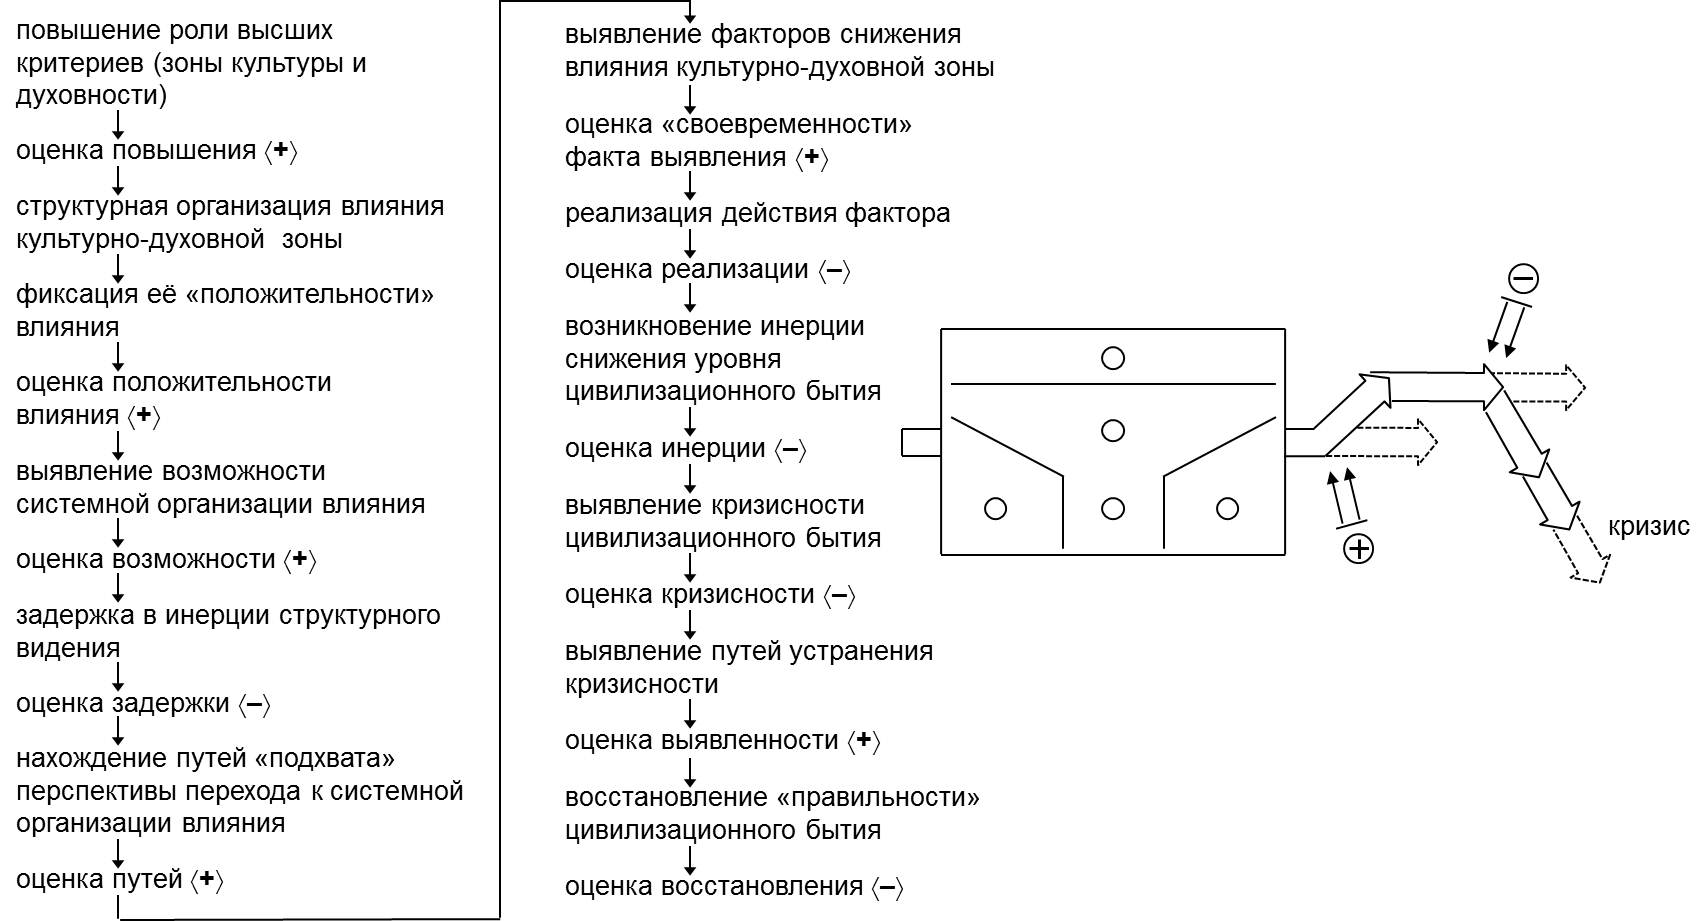 повышение роли высших
критериев (зоны культуры и
духовности)
оценка повышения 〈+〉
структурная организация влияния
культурно-духовной зоны
фиксация её «положительности»
влияния
оценка положительности
влияния 〈+〉
выявление возможности
системной организации влияния
оценка возможности 〈+〉
задержка в инерции структурного
видения
оценка задержки 〈–〉
нахождение путей «подхвата»
перспективы перехода к системной
организации влияния
оценка путей 〈+〉
выявление факторов снижения
влияния культурно-духовной зоны
оценка «своевременности»
факта выявления 〈+〉
реализация действия фактора
оценка реализации 〈–〉
возникновение инерции
снижения уровня
цивилизационного бытия
оценка инерции 〈–〉
выявление кризисности
цивилизационного бытия
оценка кризисности 〈–〉
выявление путей устранения
кризисности
оценка выявленности 〈+〉
восстановление «правильности»
цивилизационного бытия
оценка восстановления 〈–〉
–
+
кризис